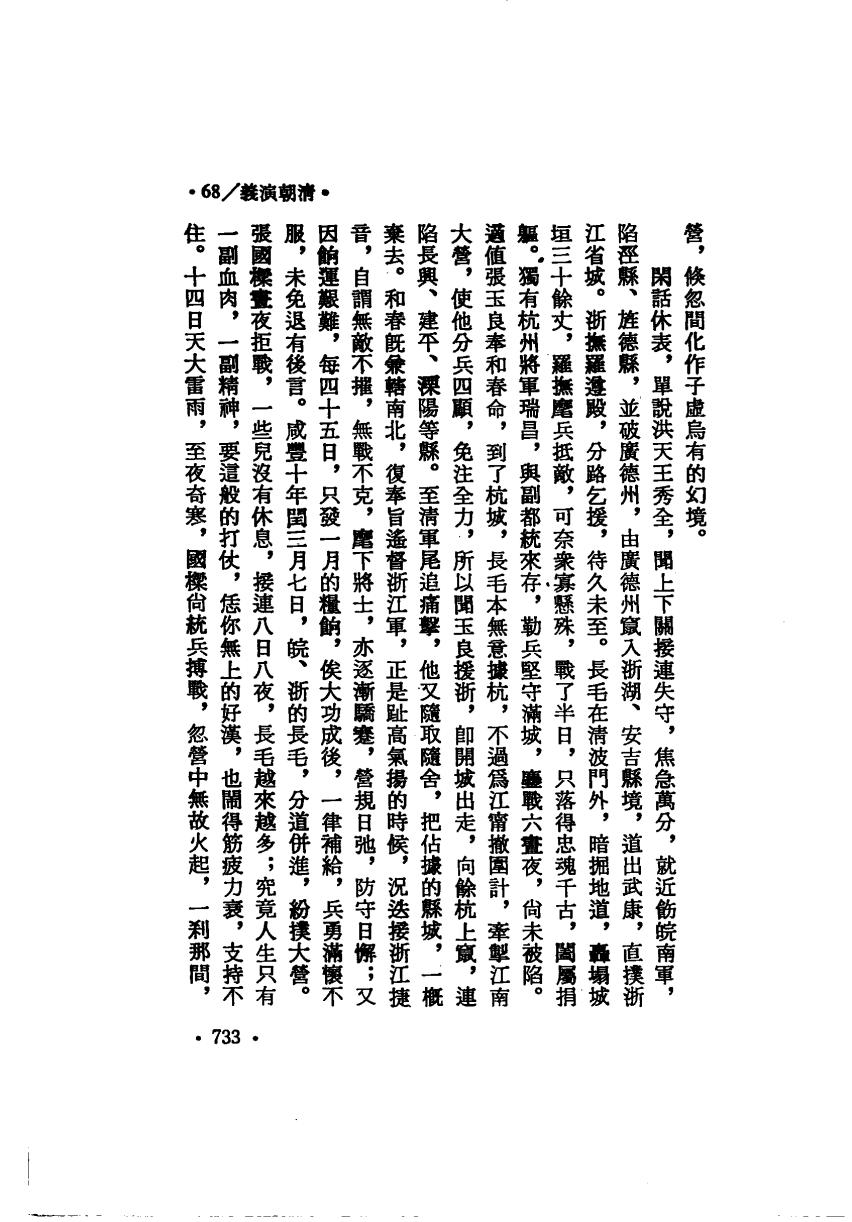 •68／義演朝清•
營，倏忽間化作子虛烏有的幻境。
閑話休表，單說洪天王秀全，聞上下關接連失守，焦急萬分，就近飭皖南軍，
陷涇縣、旌德縣，並破廣德州，由廣德州竄入浙湖、安吉縣境，道出武康，直撲浙
江省城。浙撫羅遵殿，分路乞援，待久未至。長毛在清波門外，暗掘地道，轟塌城
垣三十餘丈，羅撫麾兵抵敵，可奈衆寡懸殊，戰了半日，只落得忠魂千古，闔屬捐
軀。獨有杭州將軍瑞昌，與副都統來存，勒兵堅守滿城，鏖戰六晝夜，尙未被陷。
適值張玉良奉和春命，到了杭城，長毛本無意據杭，不過爲江甯撤圍計，牽掣江南
大營，使他分兵四顧，免注全力，所以聞玉良援浙，卽開城出走，向餘杭上竄，連
陷長興、建平、溧陽等縣。至清軍尾追痛擊，他又隨取隨舍，把佔據的縣城，一概
棄去。和春旣兼轄南北，復奉旨遙督浙江軍，正是趾高氣揚的時候，況迭接浙江捷
音，自謂無敵不摧，無戰不克，麾下將士，亦逐漸驕蹇，營規日弛，防守日懈；又
因餉運艱難，每四十五日，只發一月的糧餉，俟大功成後，一律補給，兵勇滿懷不
服，未免退有後言。咸豐十年閏三月七日，皖、浙的長毛，分道併進，紛撲大營。
張國樑晝夜拒戰，一些兒沒有休息，接連八日八夜，長毛越來越多；究竟人生只有
一副血肉，一副精神，要這般的打仗，恁你無上的好漢，也鬧得筋疲力衰，支持不
住。十四日天大雷雨，至夜奇寒，國樑尙統兵搏戰，忽營中無故火起，一刹那間，
•733•